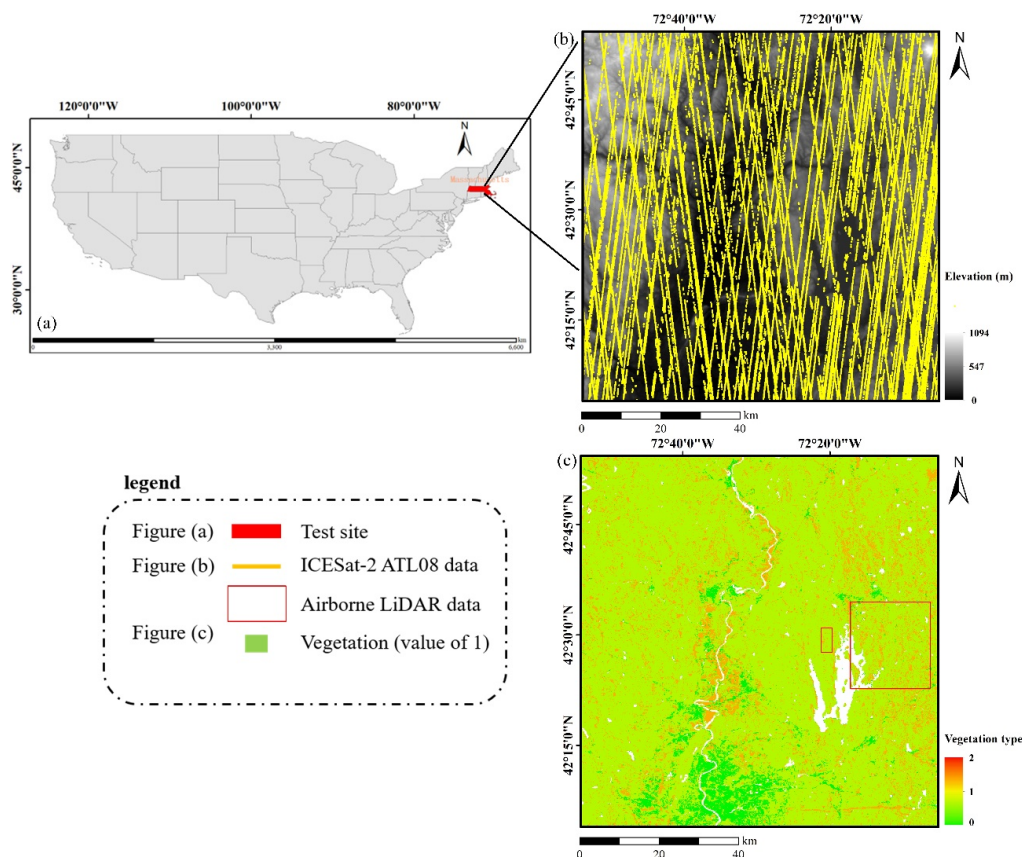 120°0'0"W
100°0'0"W
80°0'0"W
N
45°0'0"N
30°0'0"N
Massachusetts
(a)
0
3,300
6,600
km
72°40'0"W
72°20'0"W
(b)
N
42°45'0"N
42°30'0"N
42°15'0"N
Elevation (m)
1094
547
0
km
0
20
40
72°40'0"W
72°20'0"W
(c)
N
42°45'0"N
42°30'0"N
42°15'0"N
Vegetation type
2
1
0
km
0
20
40
legend
Figure (a)
Test site
Figure (b)
ICESat-2 ATL08 data
Airborne LiDAR data
Figure (c)
Vegetation (value of 1)